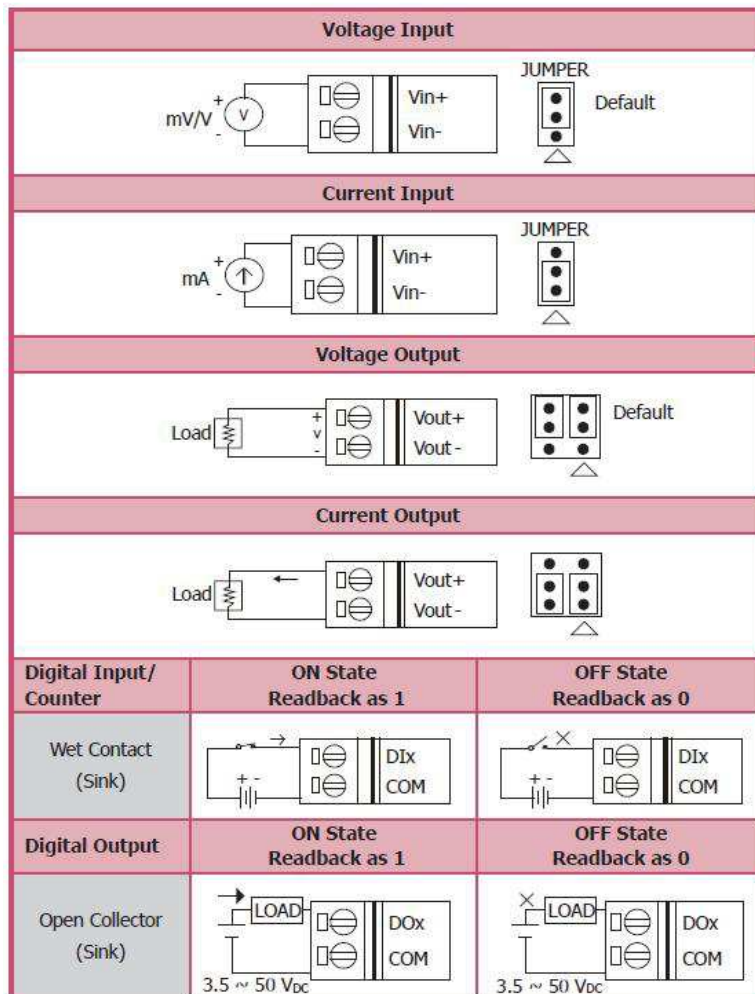 Voltage Input
JUMPER
mV/V
+
-
V
Vin+
Vin-
Default
Current Input
JUMPER
mA
+
-
Vin+
Vin-
Voltage Output
Load
+
v
-
Vout+
Vout -
Default
Current Output
Load
Vout+
Vout -
Digital Input/
Counter
ON State
Readback as 1
OFF State
Readback as 0
Wet Contact
(Sink)
+ -
DIx
COM
+ -
DIx
COM
Digital Output
ON State
Readback as 1
OFF State
Readback as 0
Open Collector
(Sink)
LOAD
DOx
COM
3.5 ~ 50 VDC
LOAD
DOx
COM
3.5 ~ 50 VDC